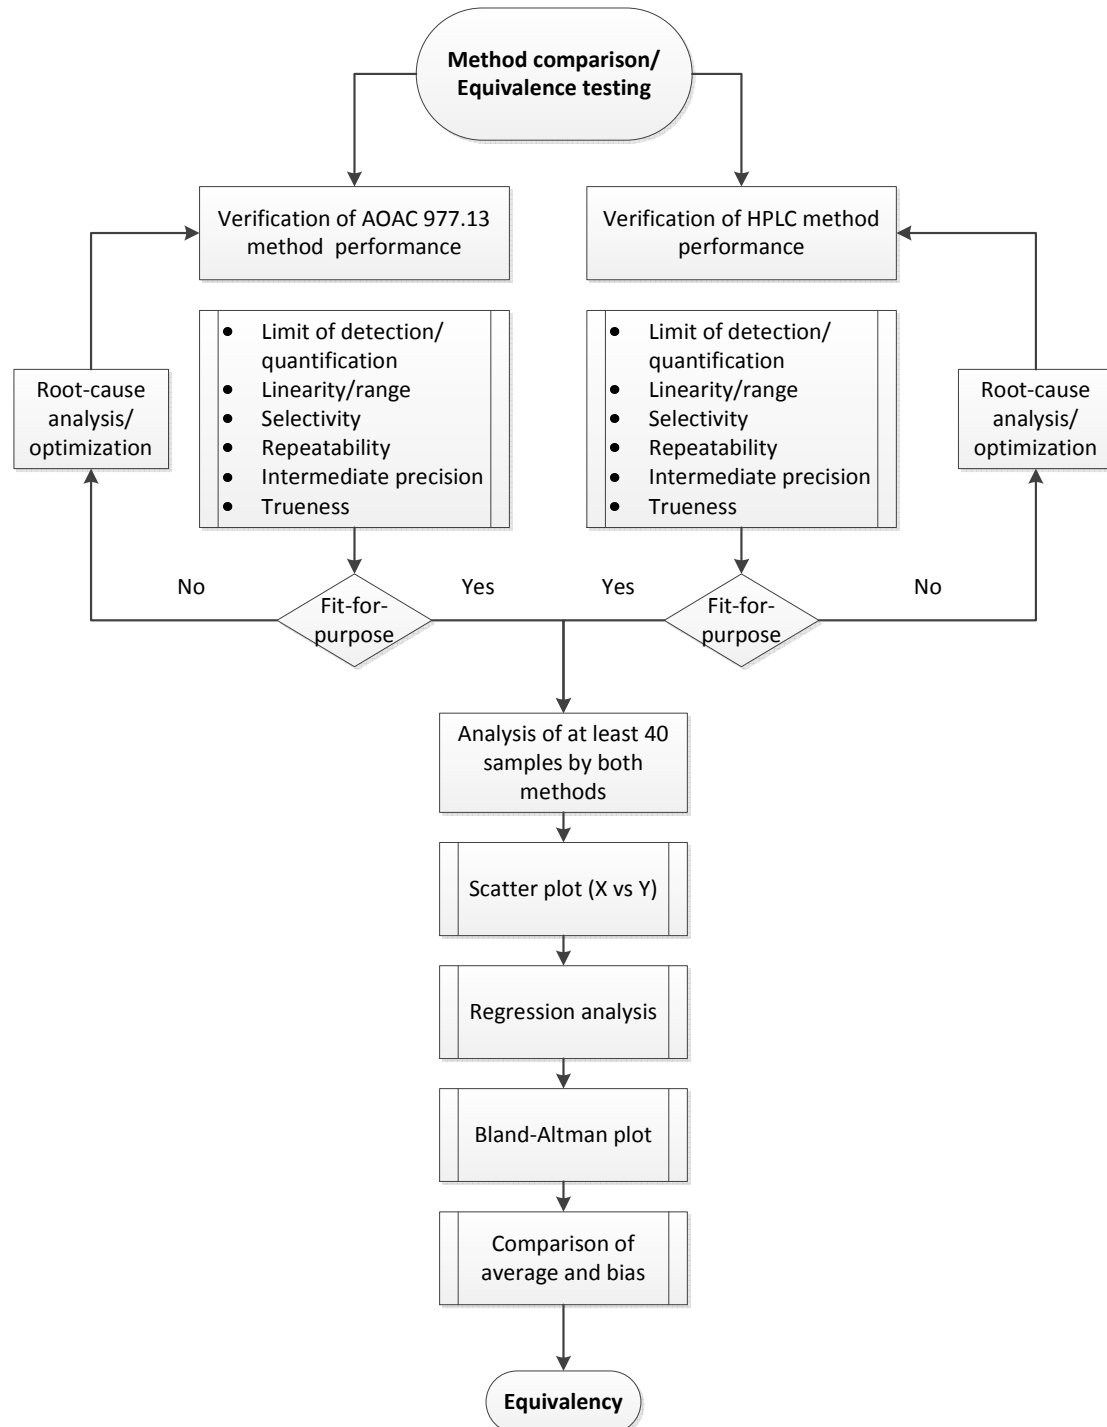 Method comparison/
Equivalence testing
Verification of AOAC 977.13
method performance
Verification of HPLC method
performance
• Limit of detection/
quantification
• Linearity/range
• Selectivity
• Repeatability
• Intermediate precision
• Trueness
• Limit of detection/
quantification
• Linearity/range
• Selectivity
• Repeatability
• Intermediate precision
• Trueness
Root-cause
analysis/
optimization
Root-cause
analysis/
optimization
No
Yes
Yes
No
Fit-for-
purpose
Fit-for-
purpose
Analysis of at least 40
samples by both
methods
Scatter plot (X vs Y)
Regression analysis
Bland-Altman plot
Comparison of
average and bias
Equivalency